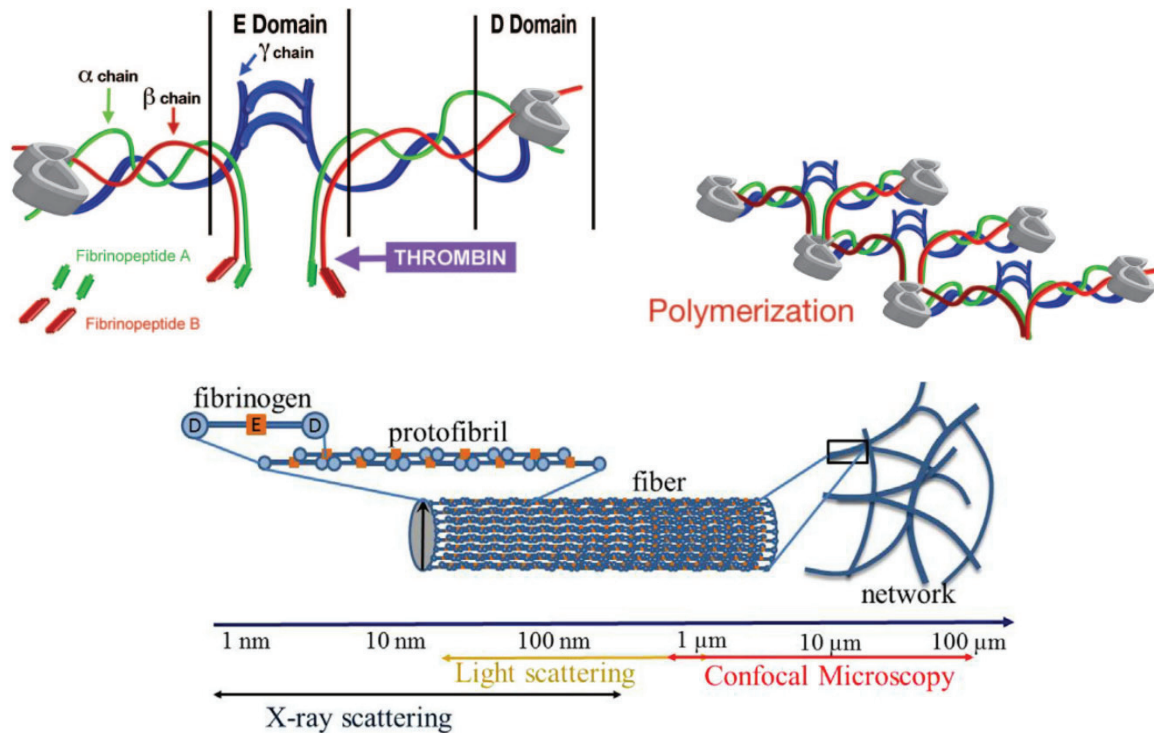 E Domain
D Domain
γ chain
α chain
β chain
THROMBIN
Fibrinopeptide A
Fibrinopeptide B
Polymerization
fibrinogen
D E D
protofibril
fiber
network
1 nm 10 nm 100 nm 1 μm 10 μm 100 μm
Light scattering Confocal Microscopy
X-ray scattering